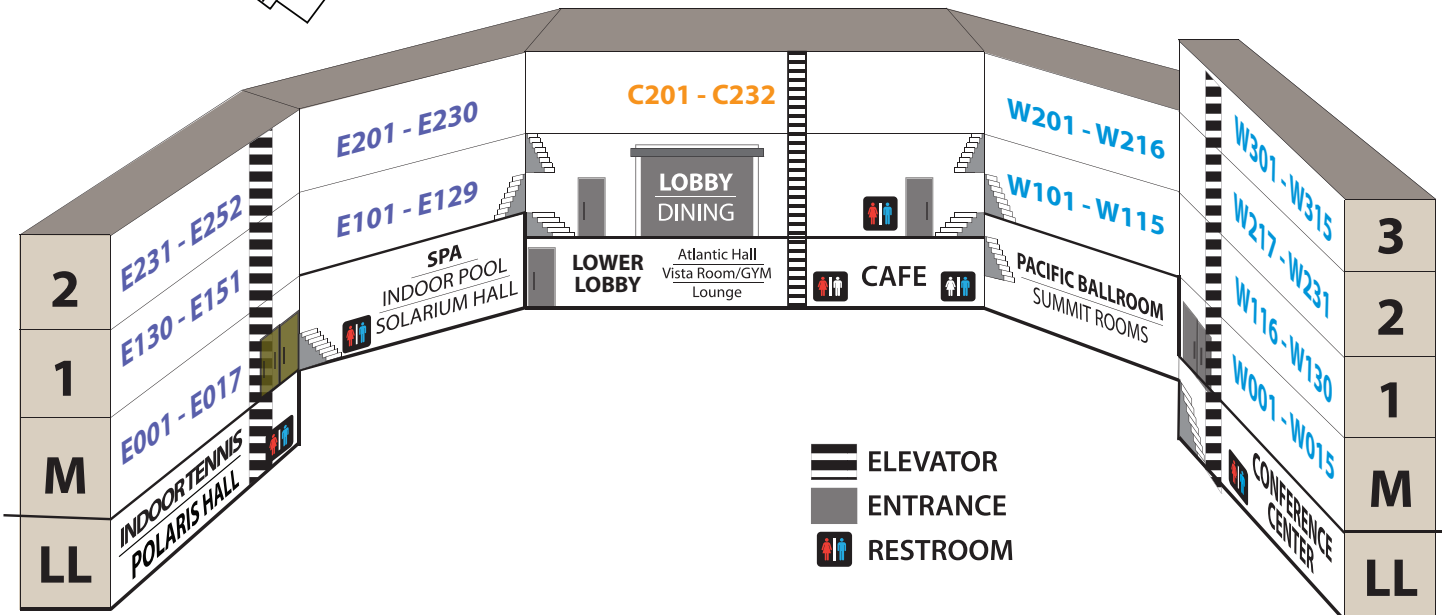 2
1
M
LL
E231 - E252
E130 - E151
E001 - E017
INDOOR TENNIS
POLARIS HALL
E201 - E230
E101 - E129
SPA
INDOOR POOL
SOLARIUM HALL
C201 - C232
LOBBY
DINING
LOWER
LOBBY
Atlantic Hall
Vista Room/GYM
Lounge
CAFE
W201 - W216
W101 - W115
PACIFIC BALLROOM
SUMMIT ROOMS
W301 - W315
W217 - W231
W116 - W130
W001 - W015
CONFERENCE
CENTER
3
2
1
M
LL
ELEVATOR
ENTRANCE
RESTROOM